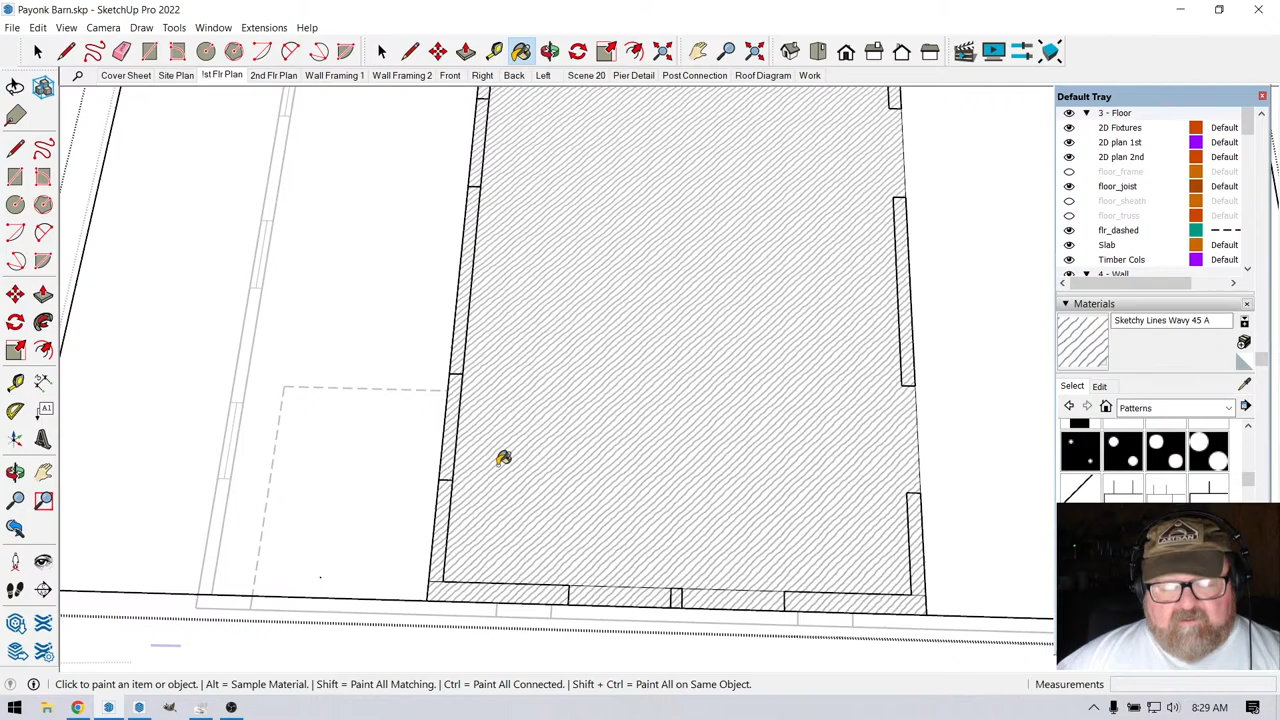 Payonk Barn.skp - SketchUp Pro 2022
File Edit View Camera Draw Tools Window Extensions Help
Cover Sheet Site Plan !st Flr Plan 2nd Flr Plan Wall Framing 1 Wall Framing 2 Front Right Back Left Scene 20 Pier Detail Post Connection Roof Diagram Work
Default Tray
3 - Floor
2D Fixtures Default
2D plan 1st Default
2D plan 2nd Default
floor_frame Default
floor_joist Default
floor_sheath Default
floor_truss Default
flr_dashed
Slab Default
Timber Cols Default
4 - Wall
Materials
Sketchy Lines Wavy 45 A
Select Edit
Patterns
A1
ARTISAN
Click to paint an item or object. | Alt = Sample Material. | Shift = Paint All Matching. | Ctrl = Paint All Connected. | Shift + Ctrl = Paint All on Same Object.
Measurements
8:29 AM